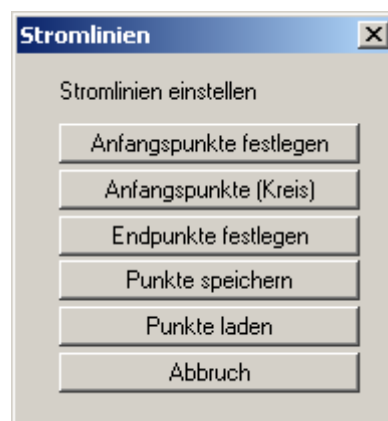 Stromlinien
Stromlinien einstellen
Anfangspunkte festlegen
Anfangspunkte (Kreis)
Endpunkte festlegen
Punkte speichern
Punkte laden
Abbruch